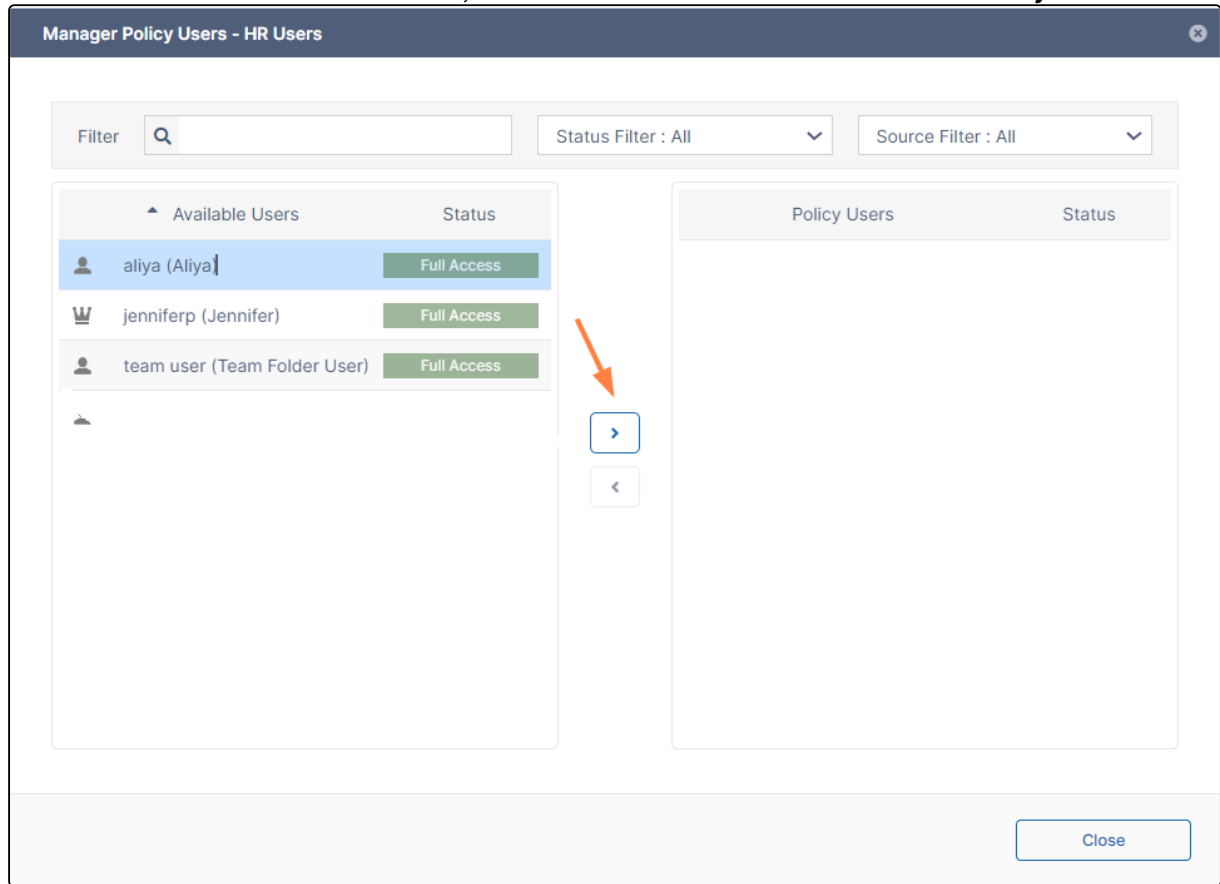 Manager Policy Users - HR Users
Filter
Status Filter : All
Source Filter : All
Available Users Status
Policy Users Status
aliya (Aliya) Full Access
jenniferp (Jennifer) Full Access
team user (Team Folder User) Full Access
Close